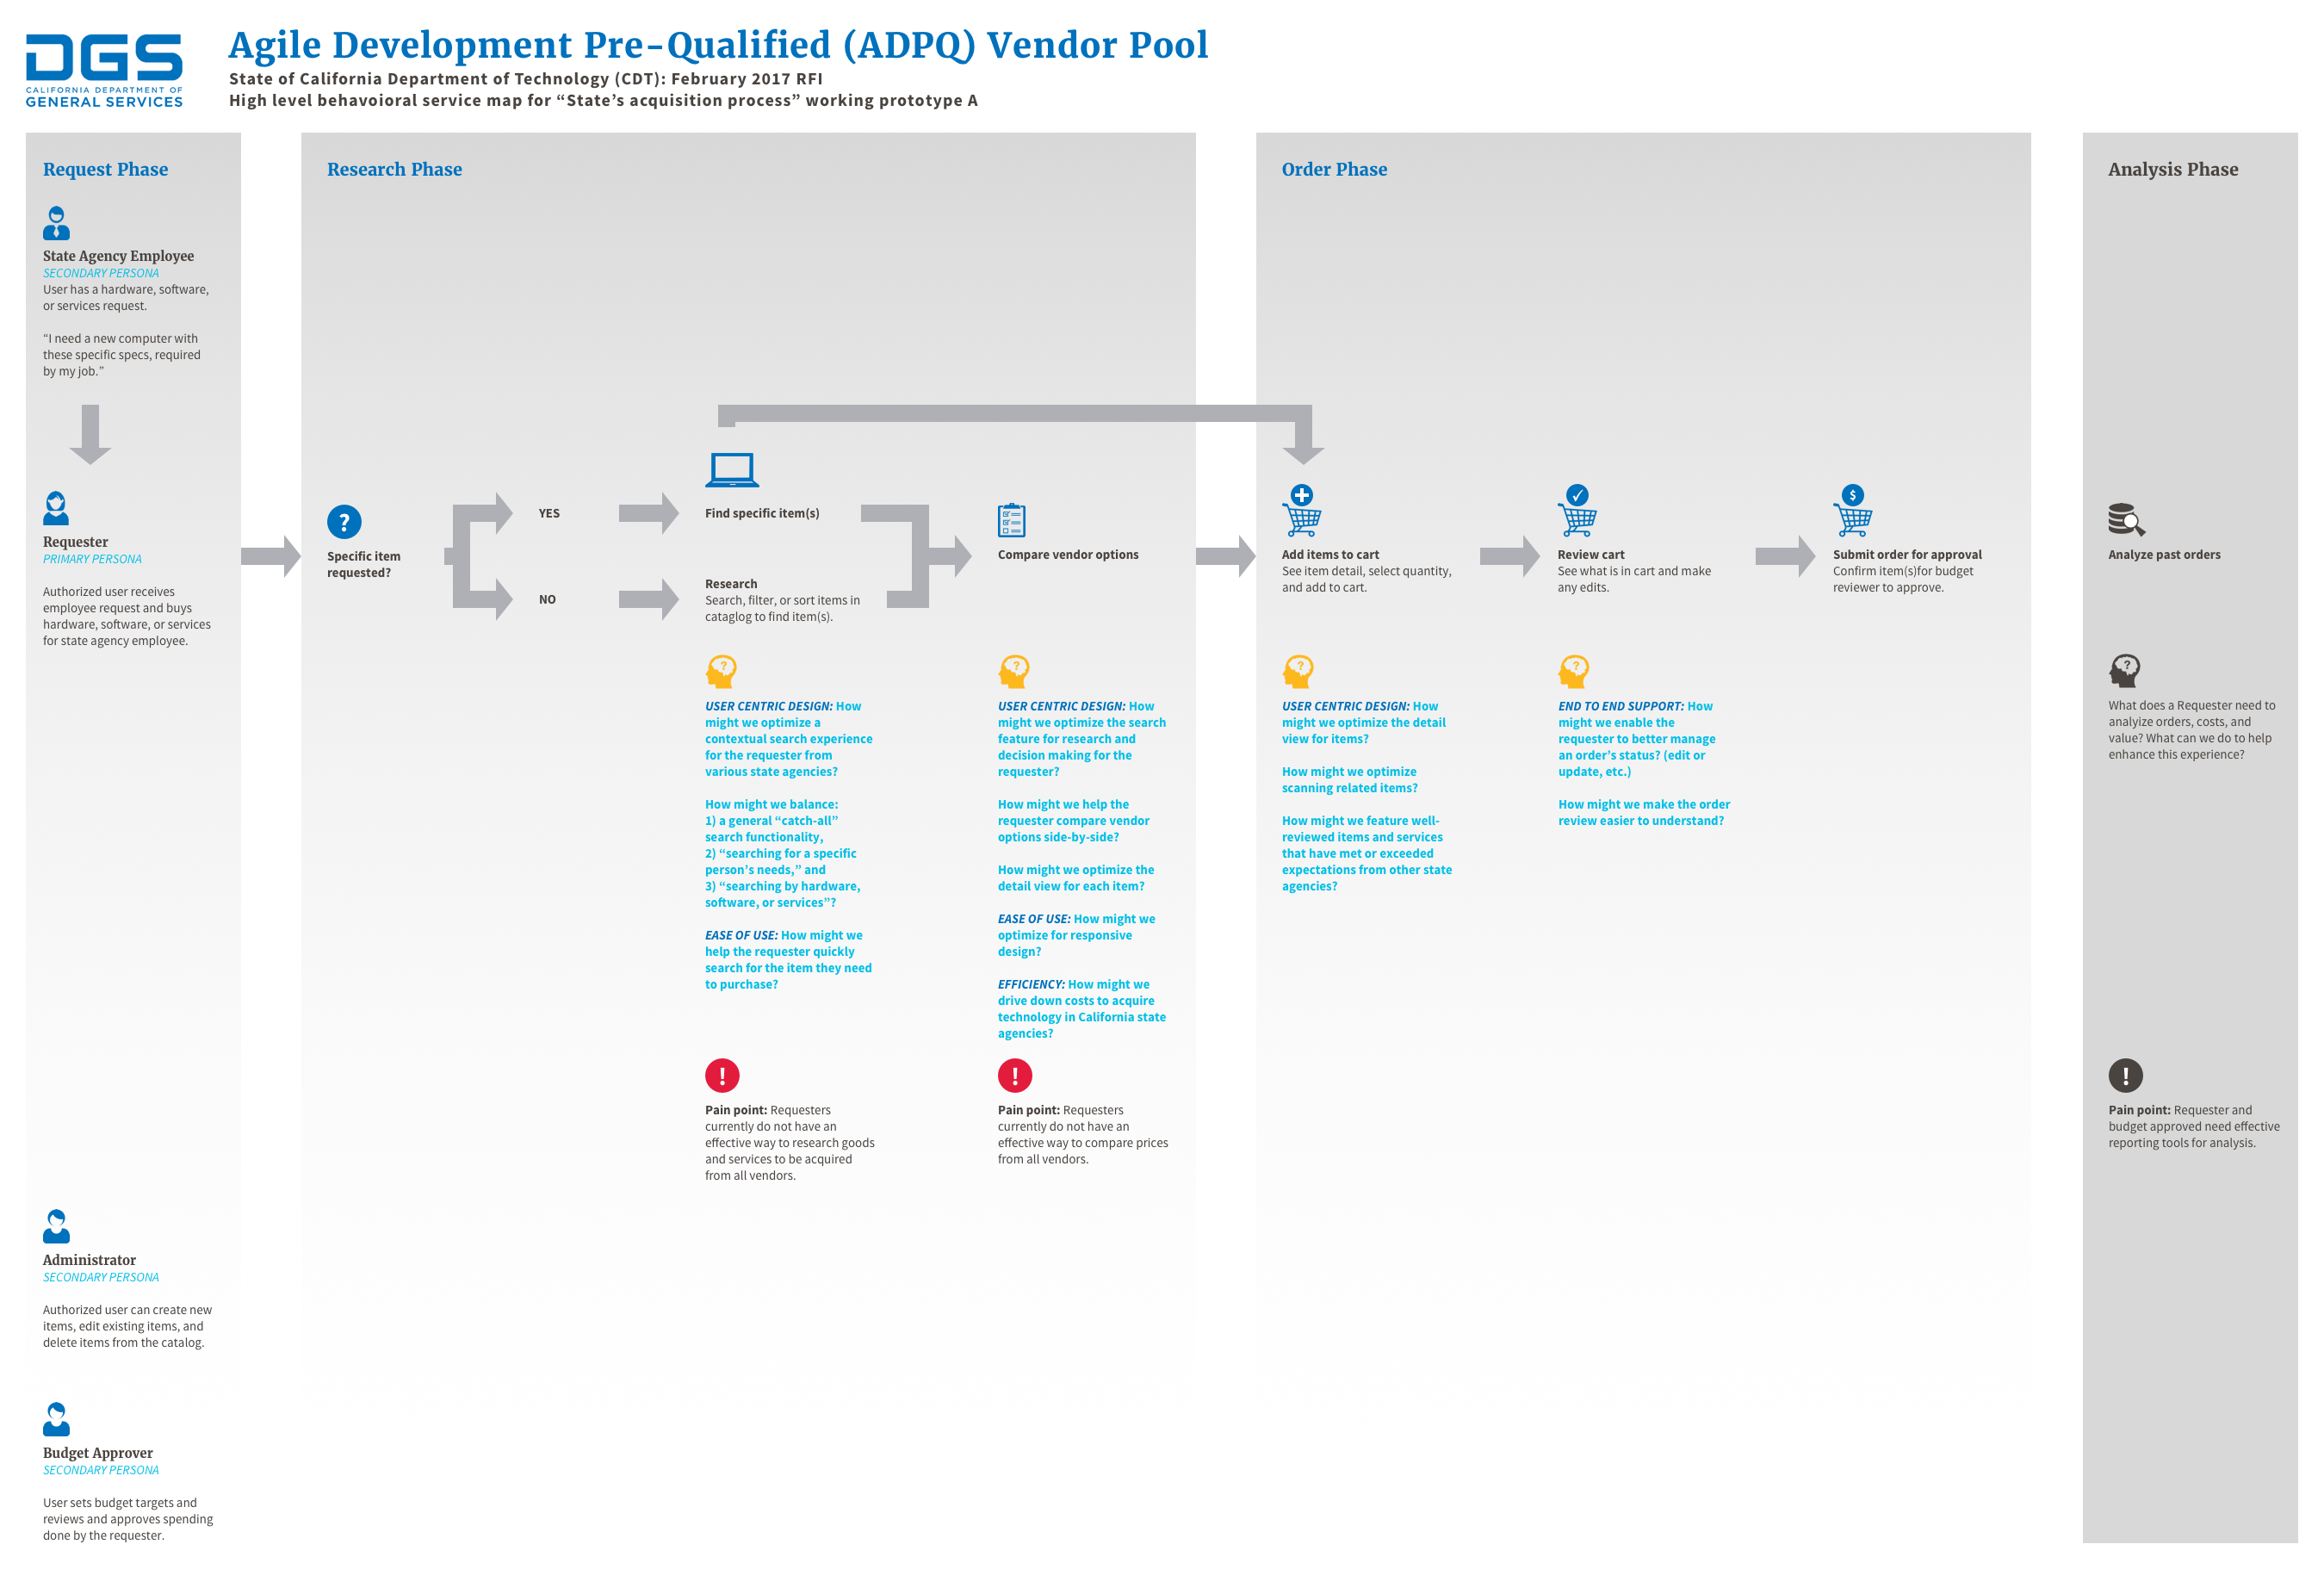 DGS
CALIFORNIA DEPARTMENT OF
GENERAL SERVICES
Agile Development Pre-Qualified (ADPQ) Vendor Pool
State of California Department of Technology (CDT): February 2017 RFI
High level behavoioral service map for “State’s acquisition process” working prototype A
Request Phase
State Agency Employee
SECONDARY PERSONA
User has a hardware, software,
or services request.
“I need a new computer with
these specific specs, required
by my job.”
Requester
PRIMARY PERSONA
Authorized user receives
employee request and buys
hardware, software, or services
for state agency employee.
Administrator
SECONDARY PERSONA
Authorized user can create new
items, edit existing items, and
delete items from the catalog.
Budget Approver
SECONDARY PERSONA
User sets budget targets and
reviews and approves spending
done by the requester.
Research Phase
?
Specific item
requested?
YES
NO
Find specific item(s)
Research
Search, filter, or sort items in
cataglog to find item(s).
?
USER CENTRIC DESIGN: How
might we optimize a
contextual search experience
for the requester from
various state agencies?
How might we balance:
1) a general “catch-all”
search functionality,
2) “searching for a specific
person’s needs,” and
3) “searching by hardware,
software, or services”?
EASE OF USE: How might we
help the requester quickly
search for the item they need
to purchase?
!
Pain point: Requesters
currently do not have an
effective way to research goods
and services to be acquired
from all vendors.
Compare vendor options
?
USER CENTRIC DESIGN: How
might we optimize the search
feature for research and
decision making for the
requester?
How might we help the
requester compare vendor
options side-by-side?
How might we optimize the
detail view for each item?
EASE OF USE: How might we
optimize for responsive
design?
EFFICIENCY: How might we
drive down costs to acquire
technology in California state
agencies?
!
Pain point: Requesters
currently do not have an
effective way to compare prices
from all vendors.
Order Phase
Add items to cart
See item detail, select quantity,
and add to cart.
?
USER CENTRIC DESIGN: How
might we optimize the detail
view for items?
How might we optimize
scanning related items?
How might we feature well-
reviewed items and services
that have met or exceeded
expectations from other state
agencies?
Review cart
See what is in cart and make
any edits.
?
END TO END SUPPORT: How
might we enable the
requester to better manage
an order’s status? (edit or
update, etc.)
How might we make the order
review easier to understand?
$
Submit order for approval
Confirm item(s)for budget
reviewer to approve.
Analysis Phase
Analyze past orders
?
What does a Requester need to
analyize orders, costs, and
value? What can we do to help
enhance this experience?
!
Pain point: Requester and
budget approved need effective
reporting tools for analysis.